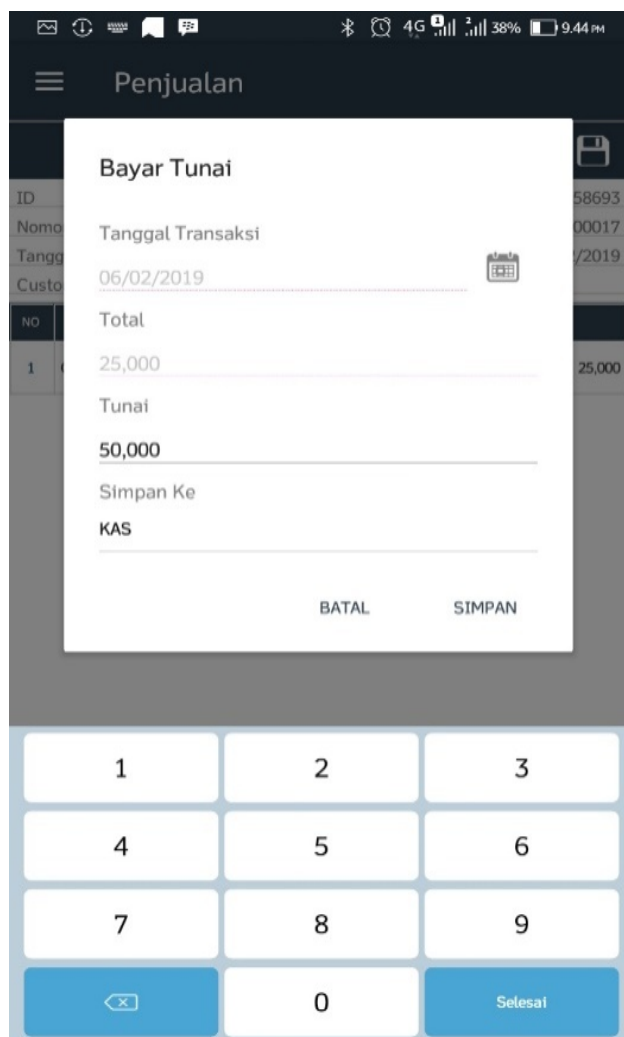 4G 38% 9.44 PM
Penjualan
Bayar Tunai
ID 58693
Nomo 00017
Tanggal Transaksi
Tangg /2019
06/02/2019
Custo
Total
NO
25,000
1 25,000
Tunai
50,000
Simpan Ke
KAS
BATAL SIMPAN
1 2 3
4 5 6
7 8 9
0 Selesai